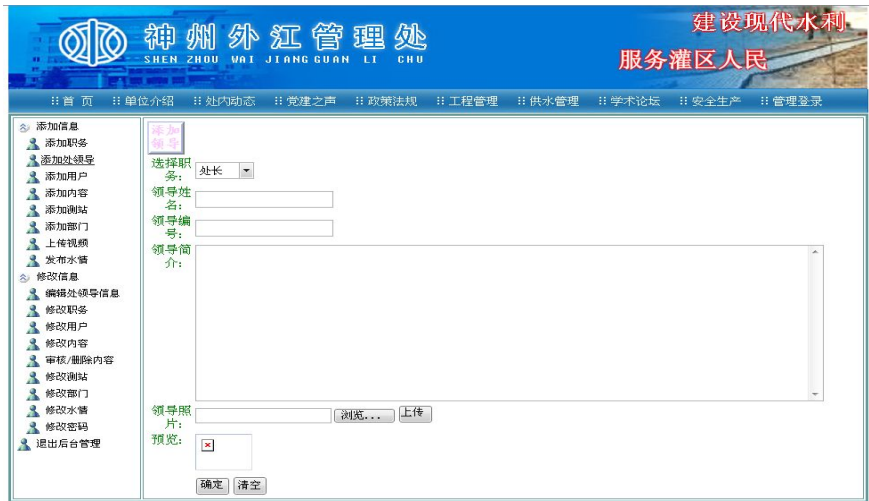 神州外江管理处
SHEN ZHOU WAI JIANG GUAN LI CHU
建设现代水利
服务灌区人民
首 页 单位介绍 处内动态 党建之声 政策法规 工程管理 供水管理 学术论坛 安全生产 管理登录
添加信息
添加职务
添加处领导
添加用户
添加内容
添加测站
添加部门
上传视频
发布水情
修改信息
编辑处领导信息
修改职务
修改用户
修改内容
审核/删除内容
修改测站
修改部门
修改水情
修改密码
退出后台管理
添加
领导
选择职
务：
处长
领导姓
名：
领导编
号：
领导简
介：
领导照
片：
浏览... 上传
预览：
确定 清空